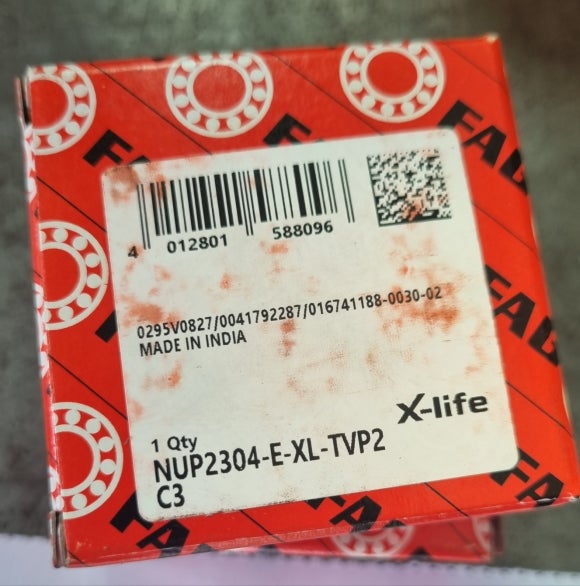 FAG
4 012801 588096
0295V0827/0041792287/016741188-0030-02
MADE IN INDIA
X-life
1 Qty
NUP2304-E-XL-TVP2
C3